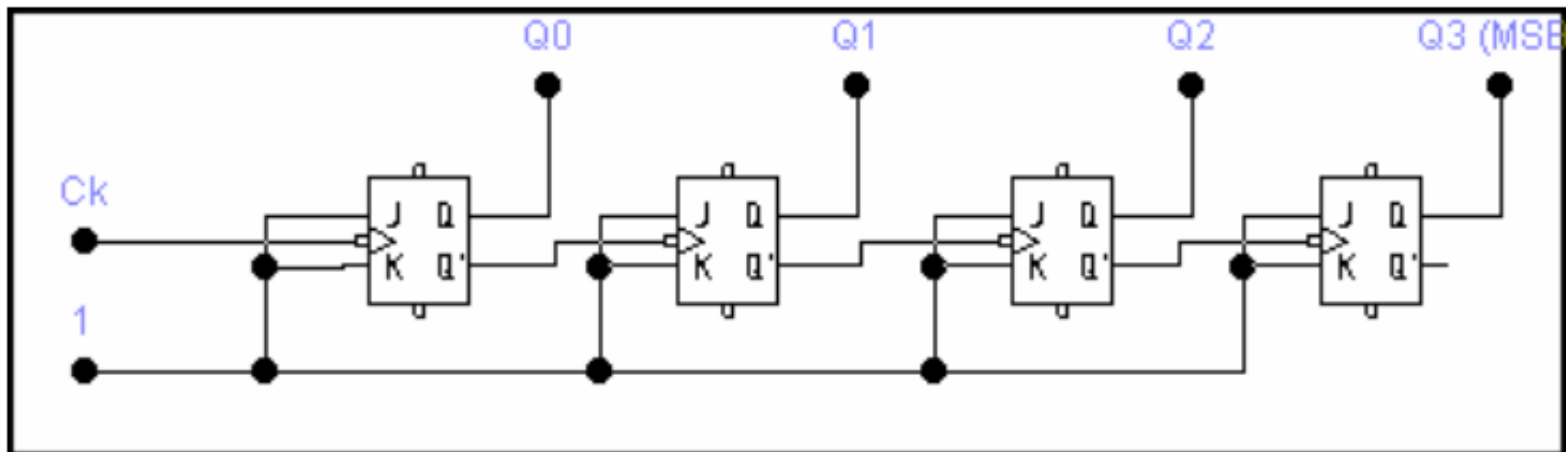 Q0 Q1 Q2 Q3 (MSB
Ck
J Q J Q J Q J Q
K Q' K Q' K Q' K Q'
1